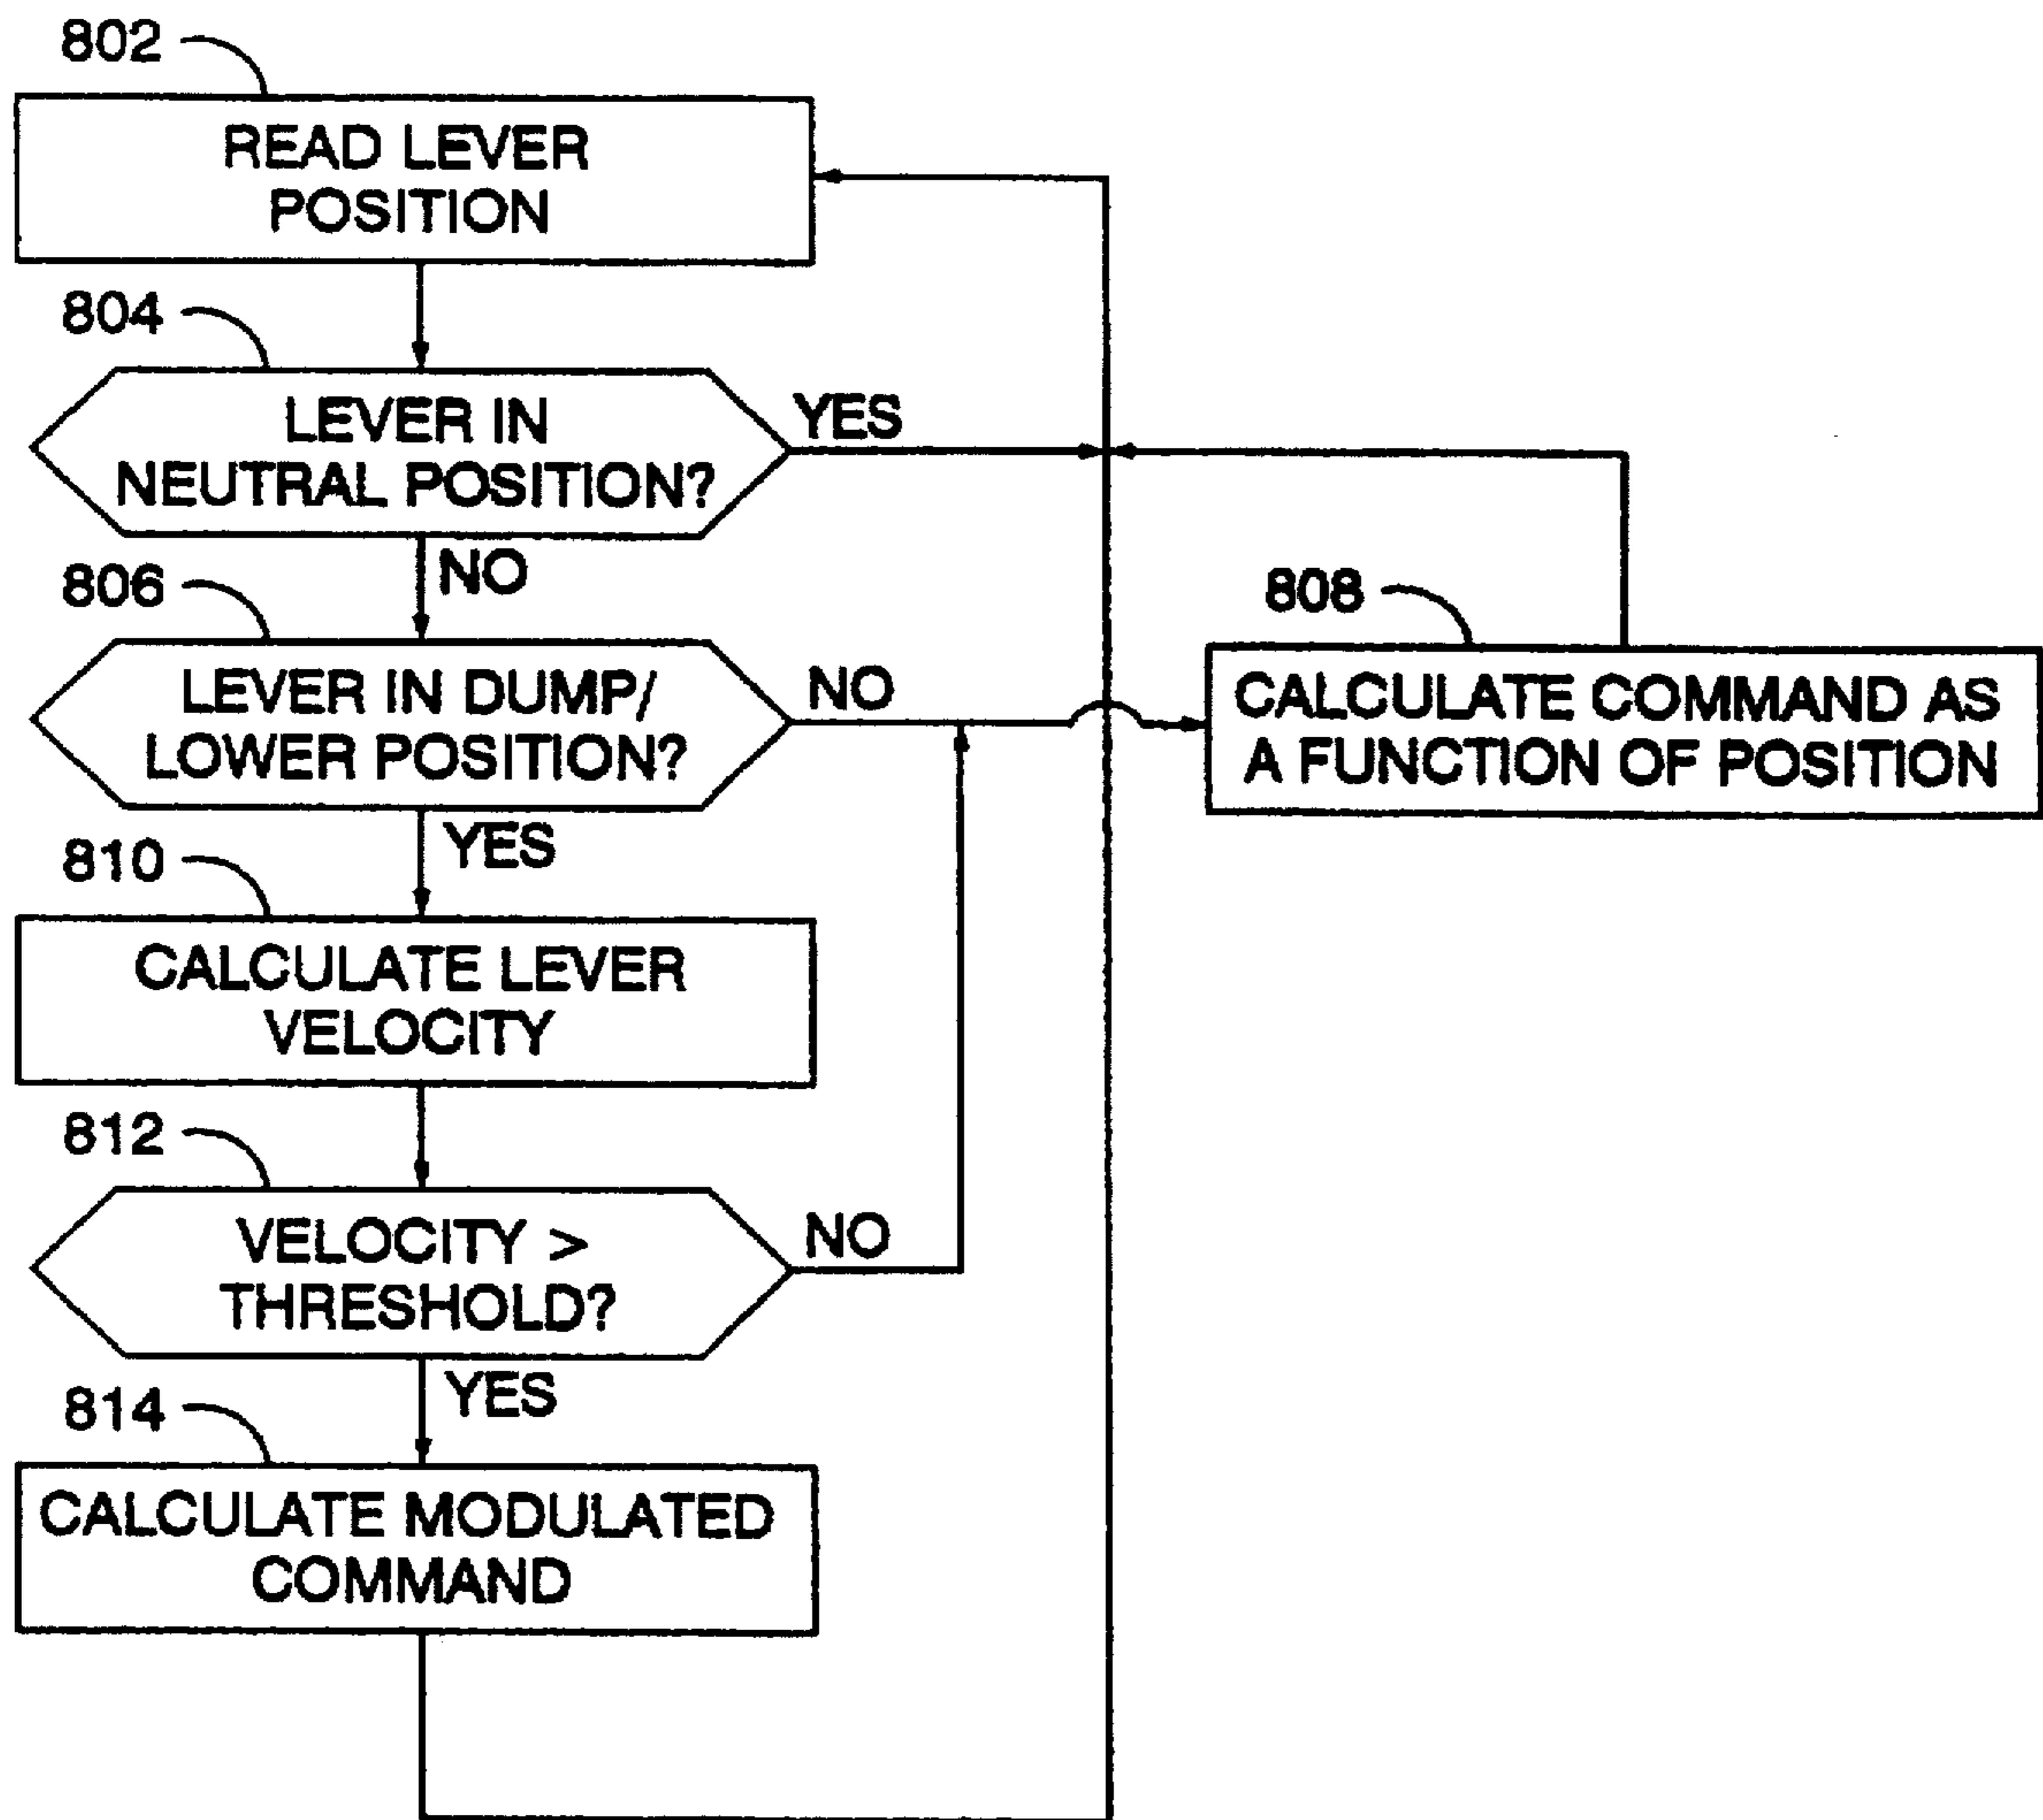 802
READ LEVER
POSITION
804
LEVER IN
NEUTRAL POSITION?
YES
NO
806
LEVER IN DUMP/
LOWER POSITION?
NO
808
CALCULATE COMMAND AS
A FUNCTION OF POSITION
YES
810
CALCULATE LEVER
VELOCITY
812
VELOCITY >
THRESHOLD?
NO
YES
814
CALCULATE MODULATED
COMMAND